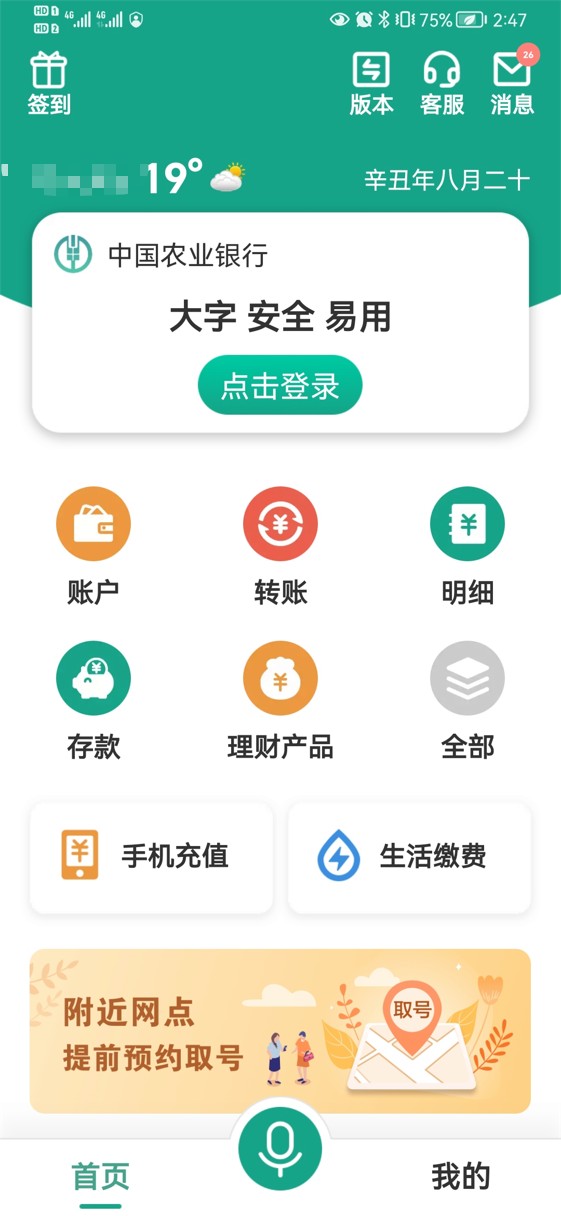 HD 1 4G 4G 75% 2:47
HD 2
签到 版本 客服 消息 26
19° 辛丑年八月二十
中国农业银行
大字 安全 易用
点击登录
账户 转账 明细
存款 理财产品 全部
手机充值 生活缴费
附近网点
提前预约取号
取号
首页 我的